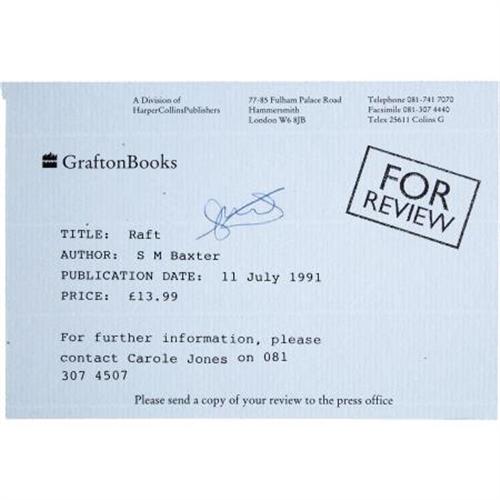 A Division of
HarperCollinsPublishers
77-85 Fulham Palace Road
Hammersmith
London W6 8JB
Telephone 081-741 7070
Facsimile 081-307 4440
Telex 25611 Colins G
GraftonBooks
FOR
REVIEW
TITLE: Raft
AUTHOR: S M Baxter
PUBLICATION DATE: 11 July 1991
PRICE: £13.99
For further information, please
contact Carole Jones on 081
307 4507
Please send a copy of your review to the press office